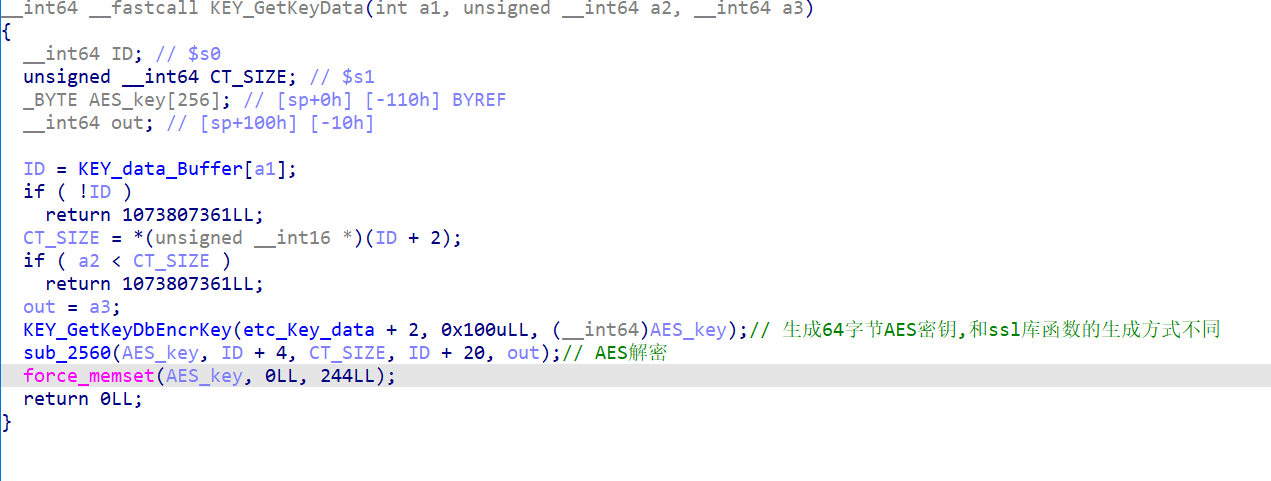 __int64 __fastcall KEY_GetKeyData(int a1, unsigned __int64 a2, __int64 a3)
{
  __int64 ID; // $s0
  unsigned __int64 CT_SIZE; // $s1
  _BYTE AES_key[256]; // [sp+0h] [-110h] BYREF
  __int64 out; // [sp+100h] [-10h]
  ID = KEY_data_Buffer[a1];
  if ( !ID )
    return 1073807361LL;
  CT_SIZE = *(unsigned __int16 *)(ID + 2);
  if ( a2 < CT_SIZE )
    return 1073807361LL;
  out = a3;
  KEY_GetKeyDbEncrKey(etc_Key_data + 2, 0x100uLL, (__int64)AES_key);// 生成64字节AES密钥,和ssl库函数的生成方式不同
  sub_2560(AES_key, ID + 4, CT_SIZE, ID + 20, out);// AES解密
  force_memset(AES_key, 0LL, 244LL);
  return 0LL;
}